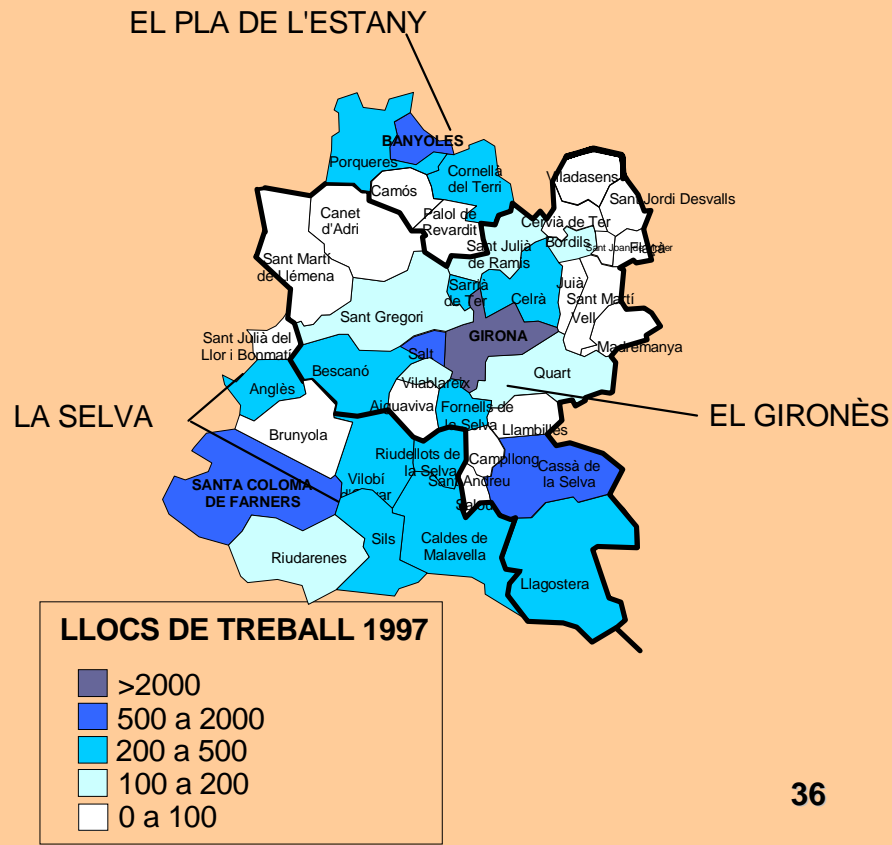 EL PLA DE L'ESTANY
BANYOLES
Porqueres
Cornellà
del Terri
Viladasens
Camós
Sant Jordi Desvalls
Canet
d'Adri
Palol de
Revardit
Cervià de Ter
Bordils
Flaçà
Sant Julià
de Ramis
Sant Martí
de Llémena
Sarrià
de Ter
Celrà
Juià
Sant Martí
Vell
Sant Gregori
GIRONA
Madremanya
Sant Julià del
Llor i Bonmatí
Salt
Bescanó
Quart
Vilablareix
Anglès
Aiguaviva
Fornells de
la Selva
LA SELVA
EL GIRONÈS
Llambilles
Brunyola
Riudellots de
la Selva
Campllong
Cassà de
la Selva
SANTA COLOMA
DE FARNERS
Vilobí
Sant Andreu
Sils
Caldes de
Malavella
Riudarenes
Llagostera
LLOCS DE TREBALL 1997
>2000
500 a 2000
200 a 500
100 a 200
0 a 100
36